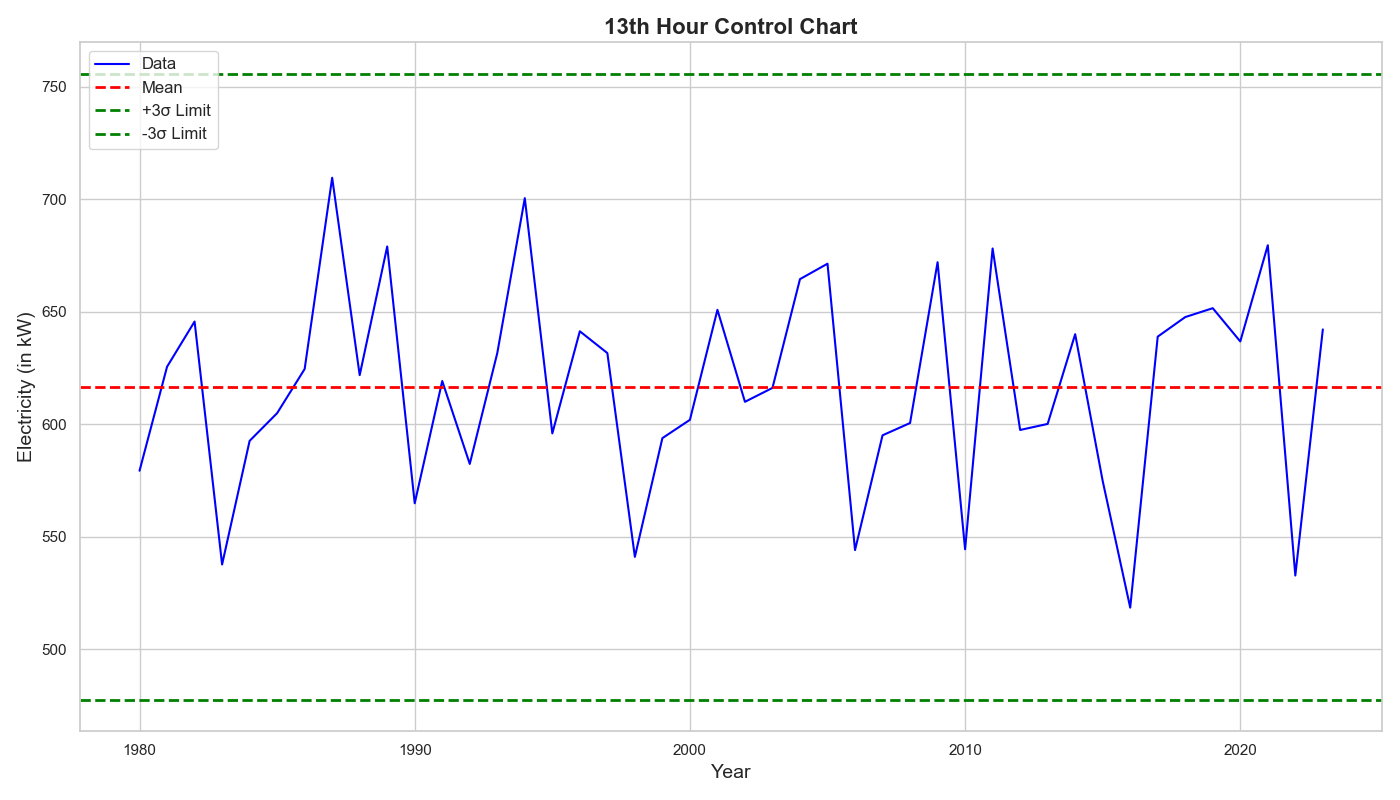 13th Hour Control Chart
Data
Mean
+3σ Limit
-3σ Limit
Electricity (in kW)
750
700
650
600
550
500
1980 1990 2000 2010 2020
Year